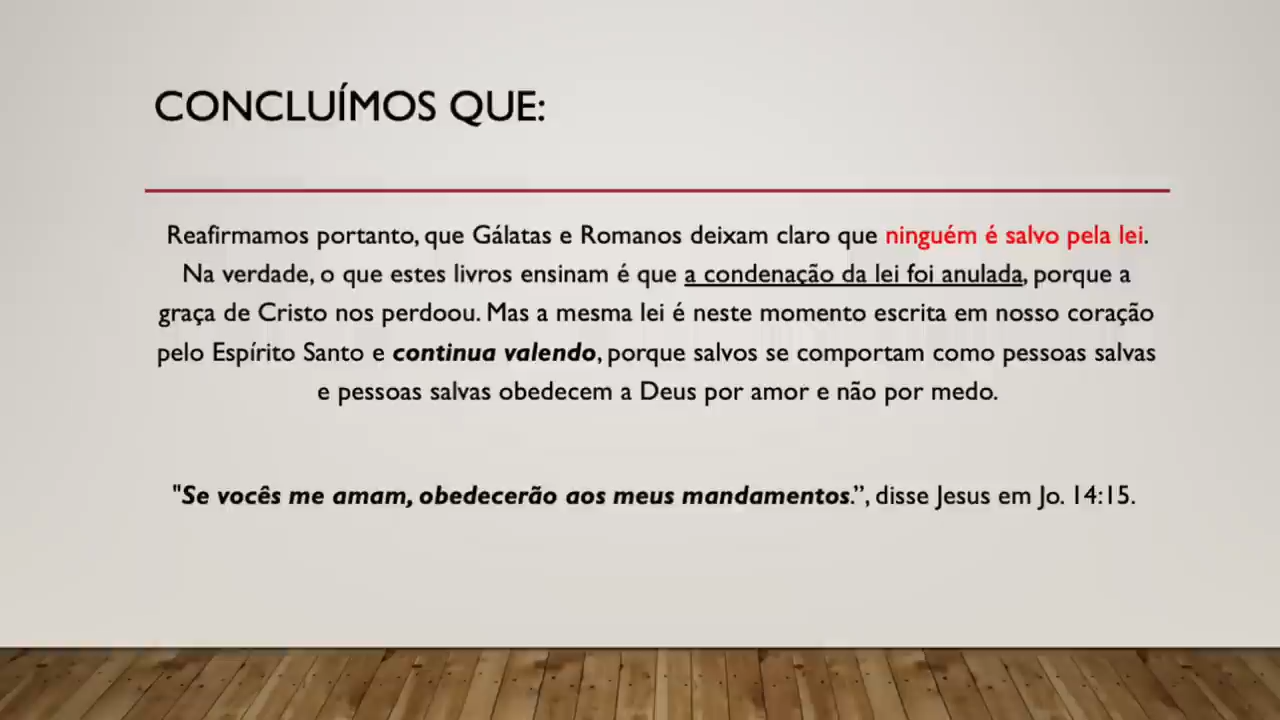 CONCLUÍMOS QUE:
Reafirmamos portanto, que Gálatas e Romanos deixam claro que ninguém é salvo pela lei.
Na verdade, o que estes livros ensinam é que a condenação da lei foi anulada, porque a
graça de Cristo nos perdoou. Mas a mesma lei é neste momento escrita em nosso coração
pelo Espírito Santo e continua valendo, porque salvos se comportam como pessoas salvas
e pessoas salvas obedecem a Deus por amor e não por medo.
"Se vocês me amam, obedecerão aos meus mandamentos.”, disse Jesus em Jo. 14:15.